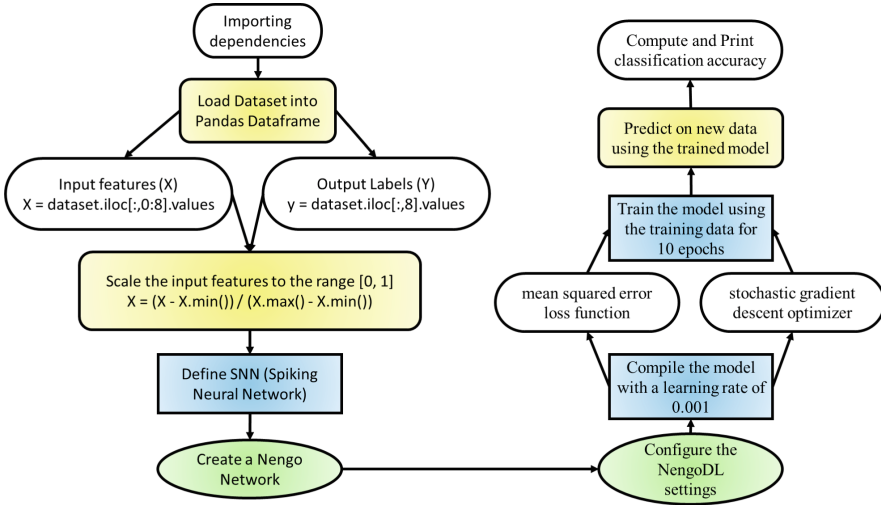 Importing
dependencies
Load Dataset into
Pandas Dataframe
Input features (X)
X = dataset.iloc[:,0:8].values
Output Labels (Y)
y = dataset.iloc[:,8].values
Scale the input features to the range [0, 1]
X = (X - X.min()) / (X.max() - X.min())
Define SNN (Spiking
Neural Network)
Create a Nengo
Network
Configure the
NengoDL
settings
Compile the model
with a learning rate of
0.001
mean squared error
loss function
stochastic gradient
descent optimizer
Train the model using
the training data for
10 epochs
Predict on new data
using the trained model
Compute and Print
classification accuracy